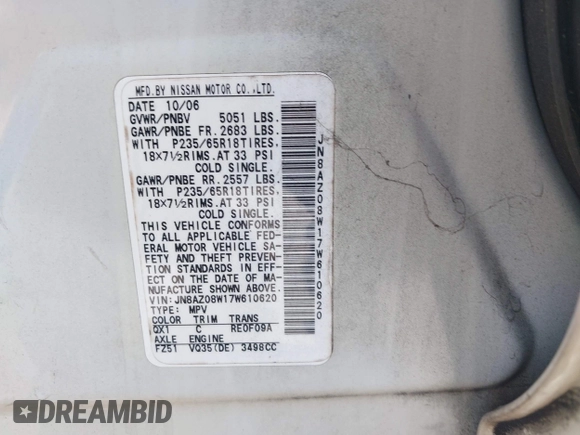 MFD.BY NISSAN MOTOR CO.,LTD.
DATE 10/06
GVWR/PNBV 5051 LBS.
GAWR/PNBE FR. 2683 LBS.
WITH P235/65R18TIRES.
18×7½RIMS. AT 33 PSI
COLD SINGLE.
GAWR/PNBE RR. 2557 LBS.
WITH P235/65R18TIRES,
18×7½RIMS. AT 33 PSI
COLD SINGLE.
THIS VEHICLE CONFORMS
TO ALL APPLICABLE FED-
ERAL MOTOR VEHICLE SA-
FETY AND THEFT PREVEN-
TION STANDARDS IN EFF-
ECT ON THE DATE OF MA-
NUFACTURE SHOWN ABOVE.
VIN: JN8AZ08W17W610620
TYPE: MPV
COLOR TRIM TRANS
QX1 C RE0F09A
AXLE ENGINE
FZ51 VQ35(DE) 3498CC
JN8AZ08W17W610620
DREAMBID